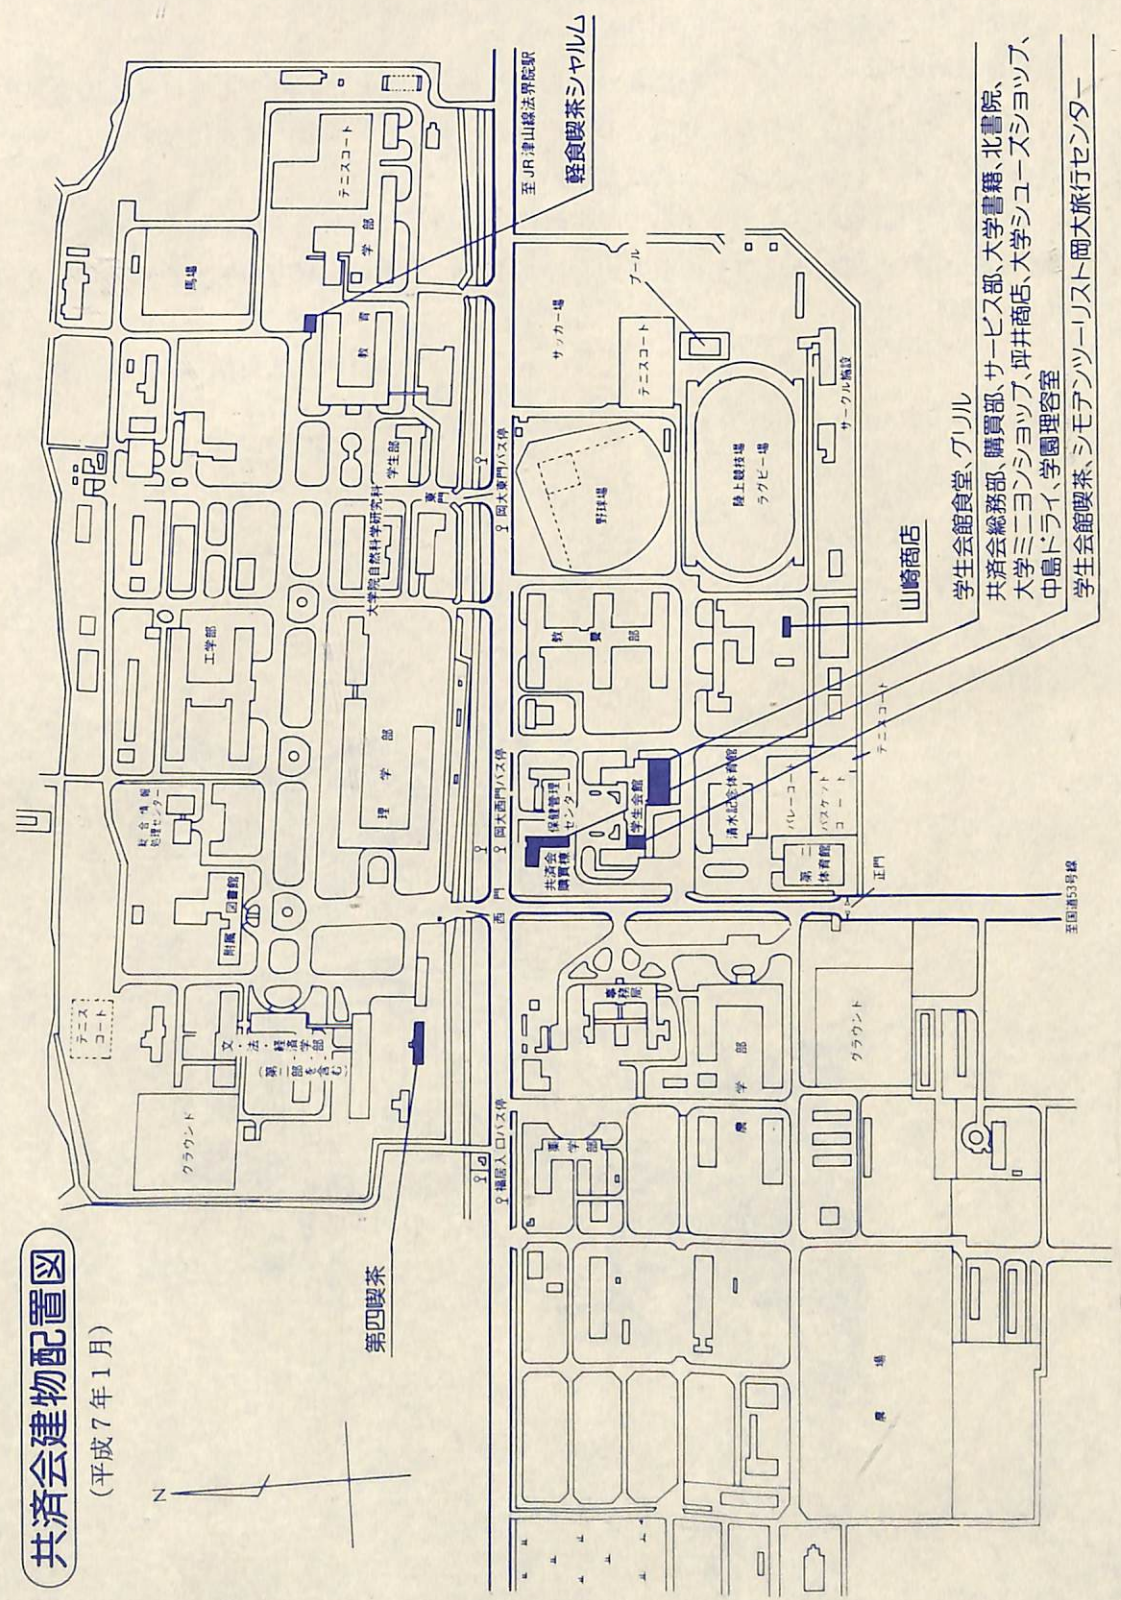 共済会建物配置図
(平成7年1月)
N
第四喫茶
軽食喫茶シャルム
至JR津山線法界院駅
山崎商店
学生会館食堂、グリル
共済会総務部、購買部、サービス部、大学書籍、北書院、
大学ミニヨンショップ、坪井商店、大学シューズショップ、
中島ドライ、学園理容室
学生会館喫茶、シモデンツーリスト岡大旅行センター
テニス
コート
グラウンド
文・法・経済学部
(第二部を含む)
附属
図書館
総合情報
処理センター
工学部
理学部
大学院自然科学研究科
学生部
東門
馬場
テニスコート
教育
学部
福居入口バス停
西門
岡大西門バス停
岡大東門バス停
薬学部
事務局
農
学
部
グラウンド
農場
共済会
購買棟
保健管理
センター
学生会館
清水記念体育館
バレーコート
バスケット
コート
第二
体育館
正門
テニスコート
至国道53号線
教養部
野球場
サッカー場
テニスコート
プール
陸上競技場
ラグビー場
サークル施設